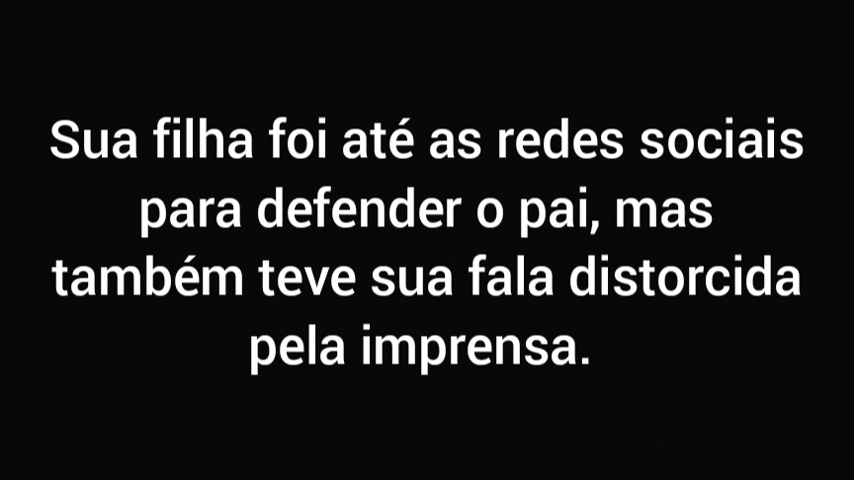 Sua filha foi até as redes sociais
para defender o pai, mas
também teve sua fala distorcida
pela imprensa.